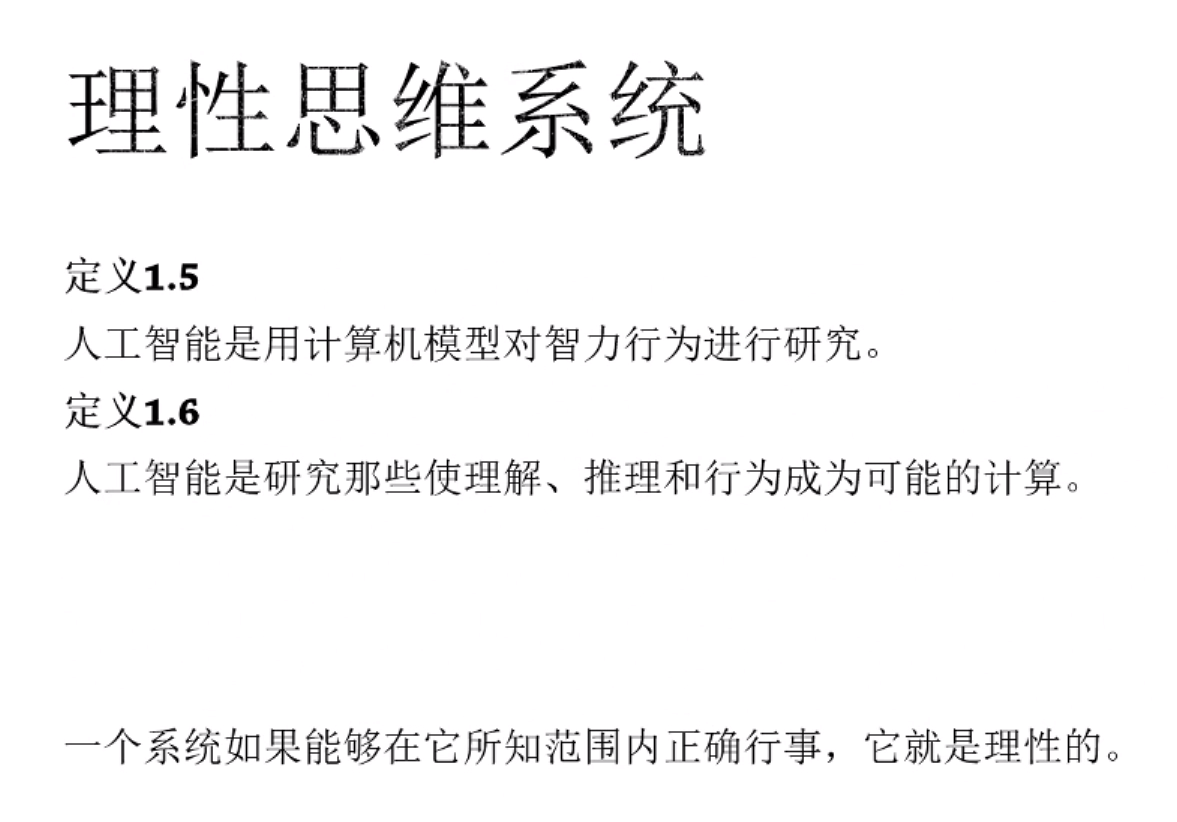 理性思维系统
定义1.5
人工智能是用计算机模型对智力行为进行研究。
定义1.6
人工智能是研究那些使理解、推理和行为成为可能的计算。
一个系统如果能够在它所知范围内正确行事，它就是理性的。